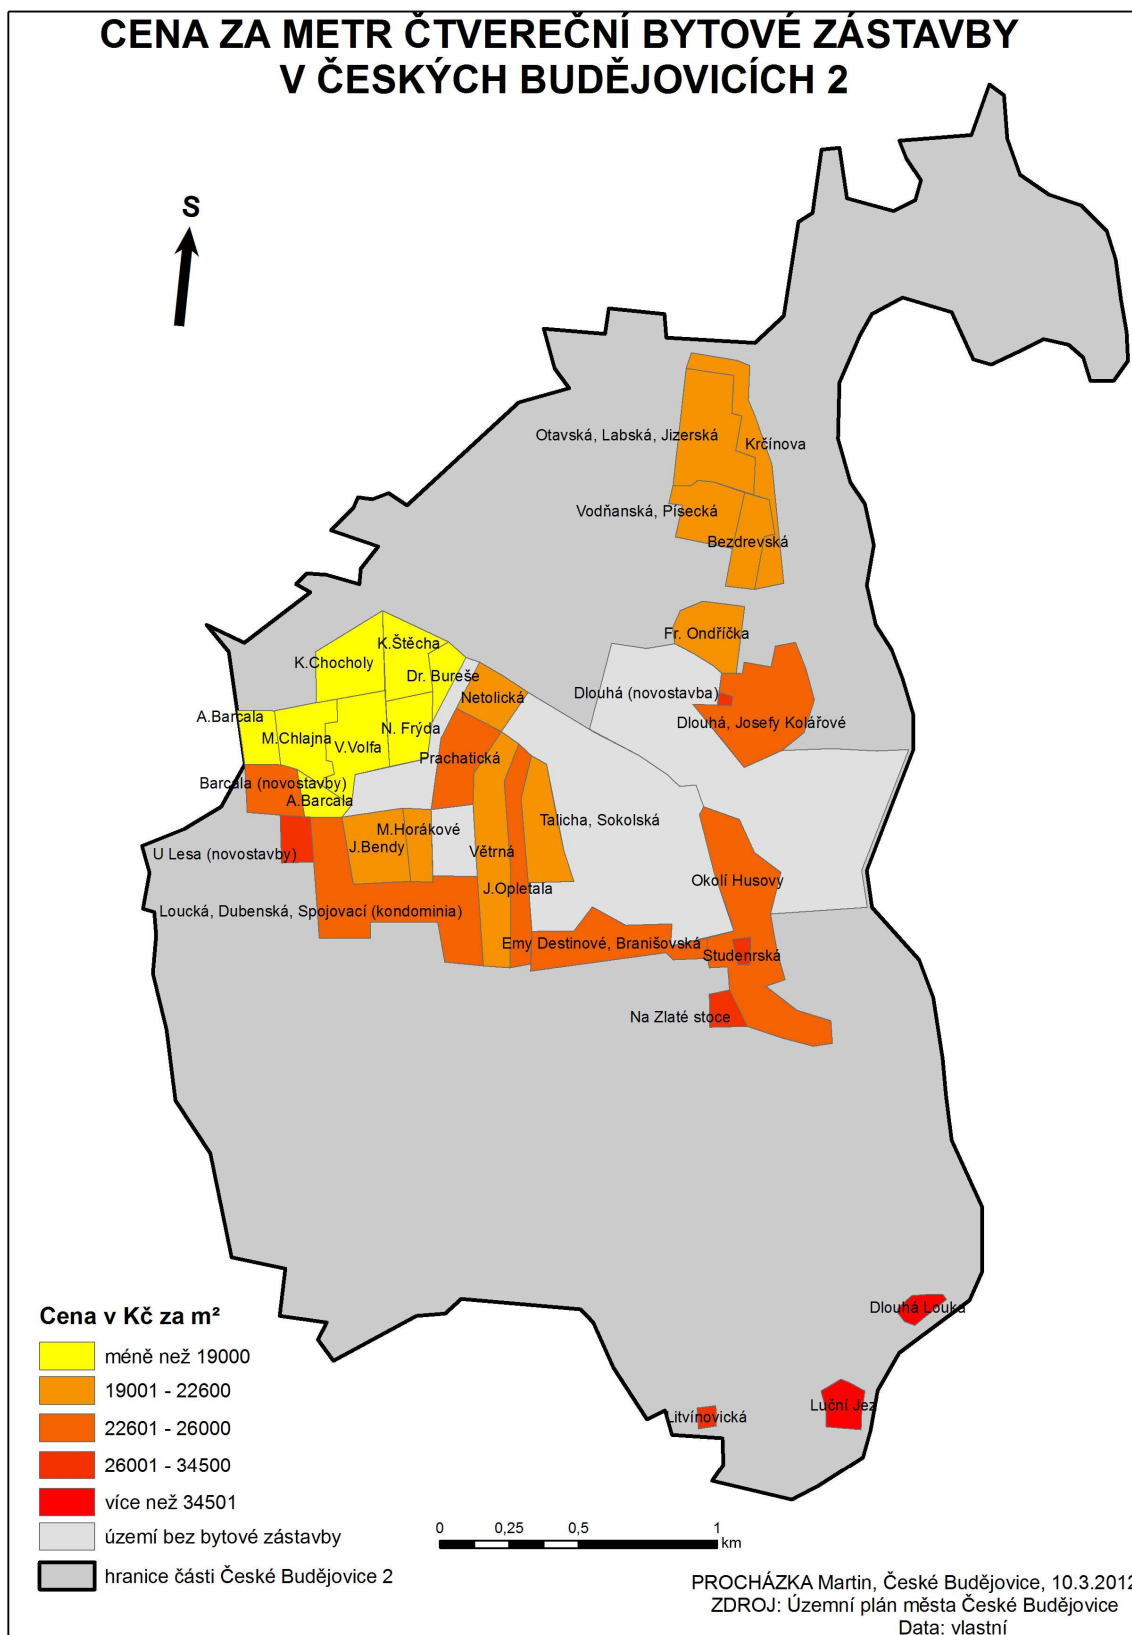 CENA ZA METR ČTVEREČNÍ BYTOVÉ ZÁSTAVBY
V ČESKÝCH BUDĚJOVICÍCH 2
S
Otavská, Labská, Jizerská
Krčínova
Vodňanská, Písecká
Bezdrevská
Fr. Ondříčka
K.Štěcha
K.Chocholy
Dr. Bureše
Netolická
Dlouhá (novostavba)
A.Barcala
Dlouhá, Josefy Kolářové
N. Frýda
M.Chlajna
V.Volfa
Prachatická
Barcala (novostavby)
A.Barcala
Talicha, Sokolská
M.Horákové
J.Bendy
U Lesa (novostavby)
Větrná
Okolí Husovy
J.Opletala
Loucká, Dubenská, Spojovací (kondominia)
Emy Destinové, Branišovská
Studenrská
Na Zlaté stoce
Dlouhá Louka
Luční Jez
Litvínovická
Cena v Kč za m²
méně než 19000
19001 - 22600
22601 - 26000
26001 - 34500
více než 34501
území bez bytové zástavby
hranice části České Budějovice 2
0 0,25 0,5 1
km
PROCHÁZKA Martin, České Budějovice, 10.3.2012
ZDROJ: Územní plán města České Budějovice
Data: vlastní